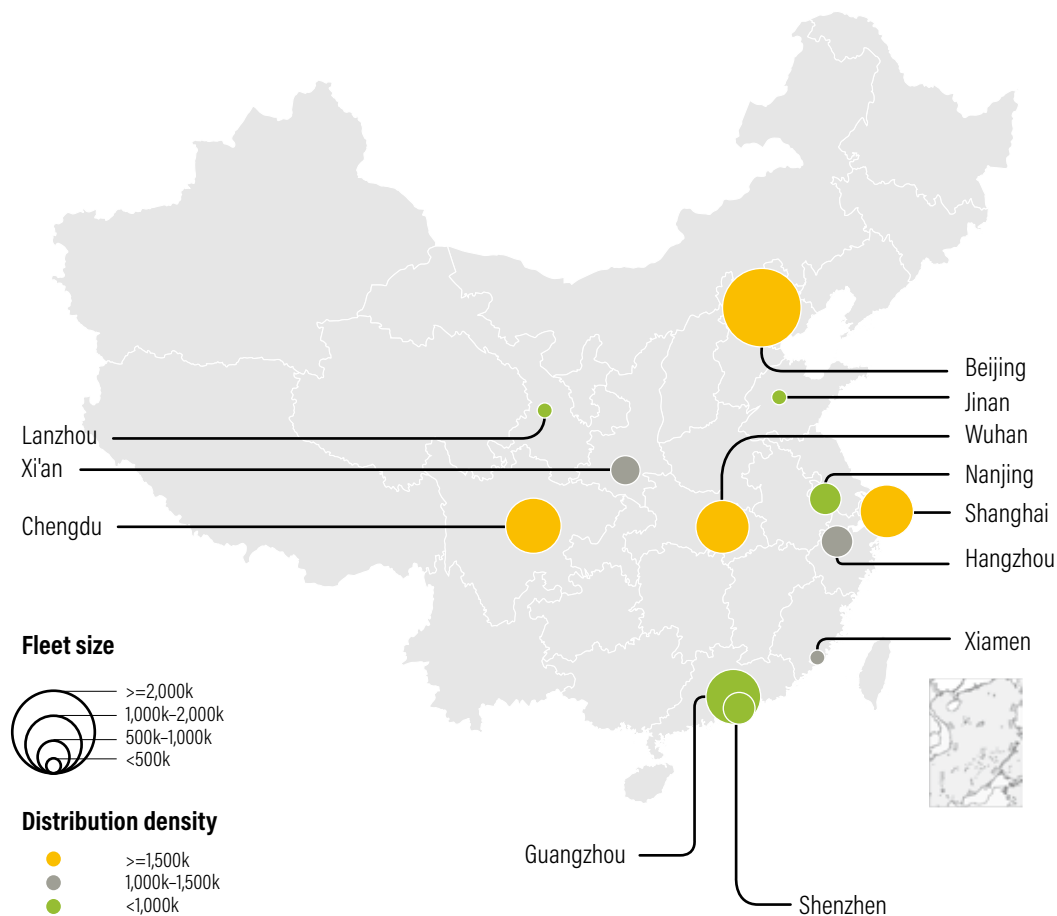 Beijing
Jinan
Lanzhou
Wuhan
Xi'an
Nanjing
Shanghai
Chengdu
Hangzhou
Fleet size
Xiamen
>=2,000k
1,000k–2,000k
500k–1,000k
<500k
Distribution density
>=1,500k
1,000k–1,500k
<1,000k
Guangzhou
Shenzhen